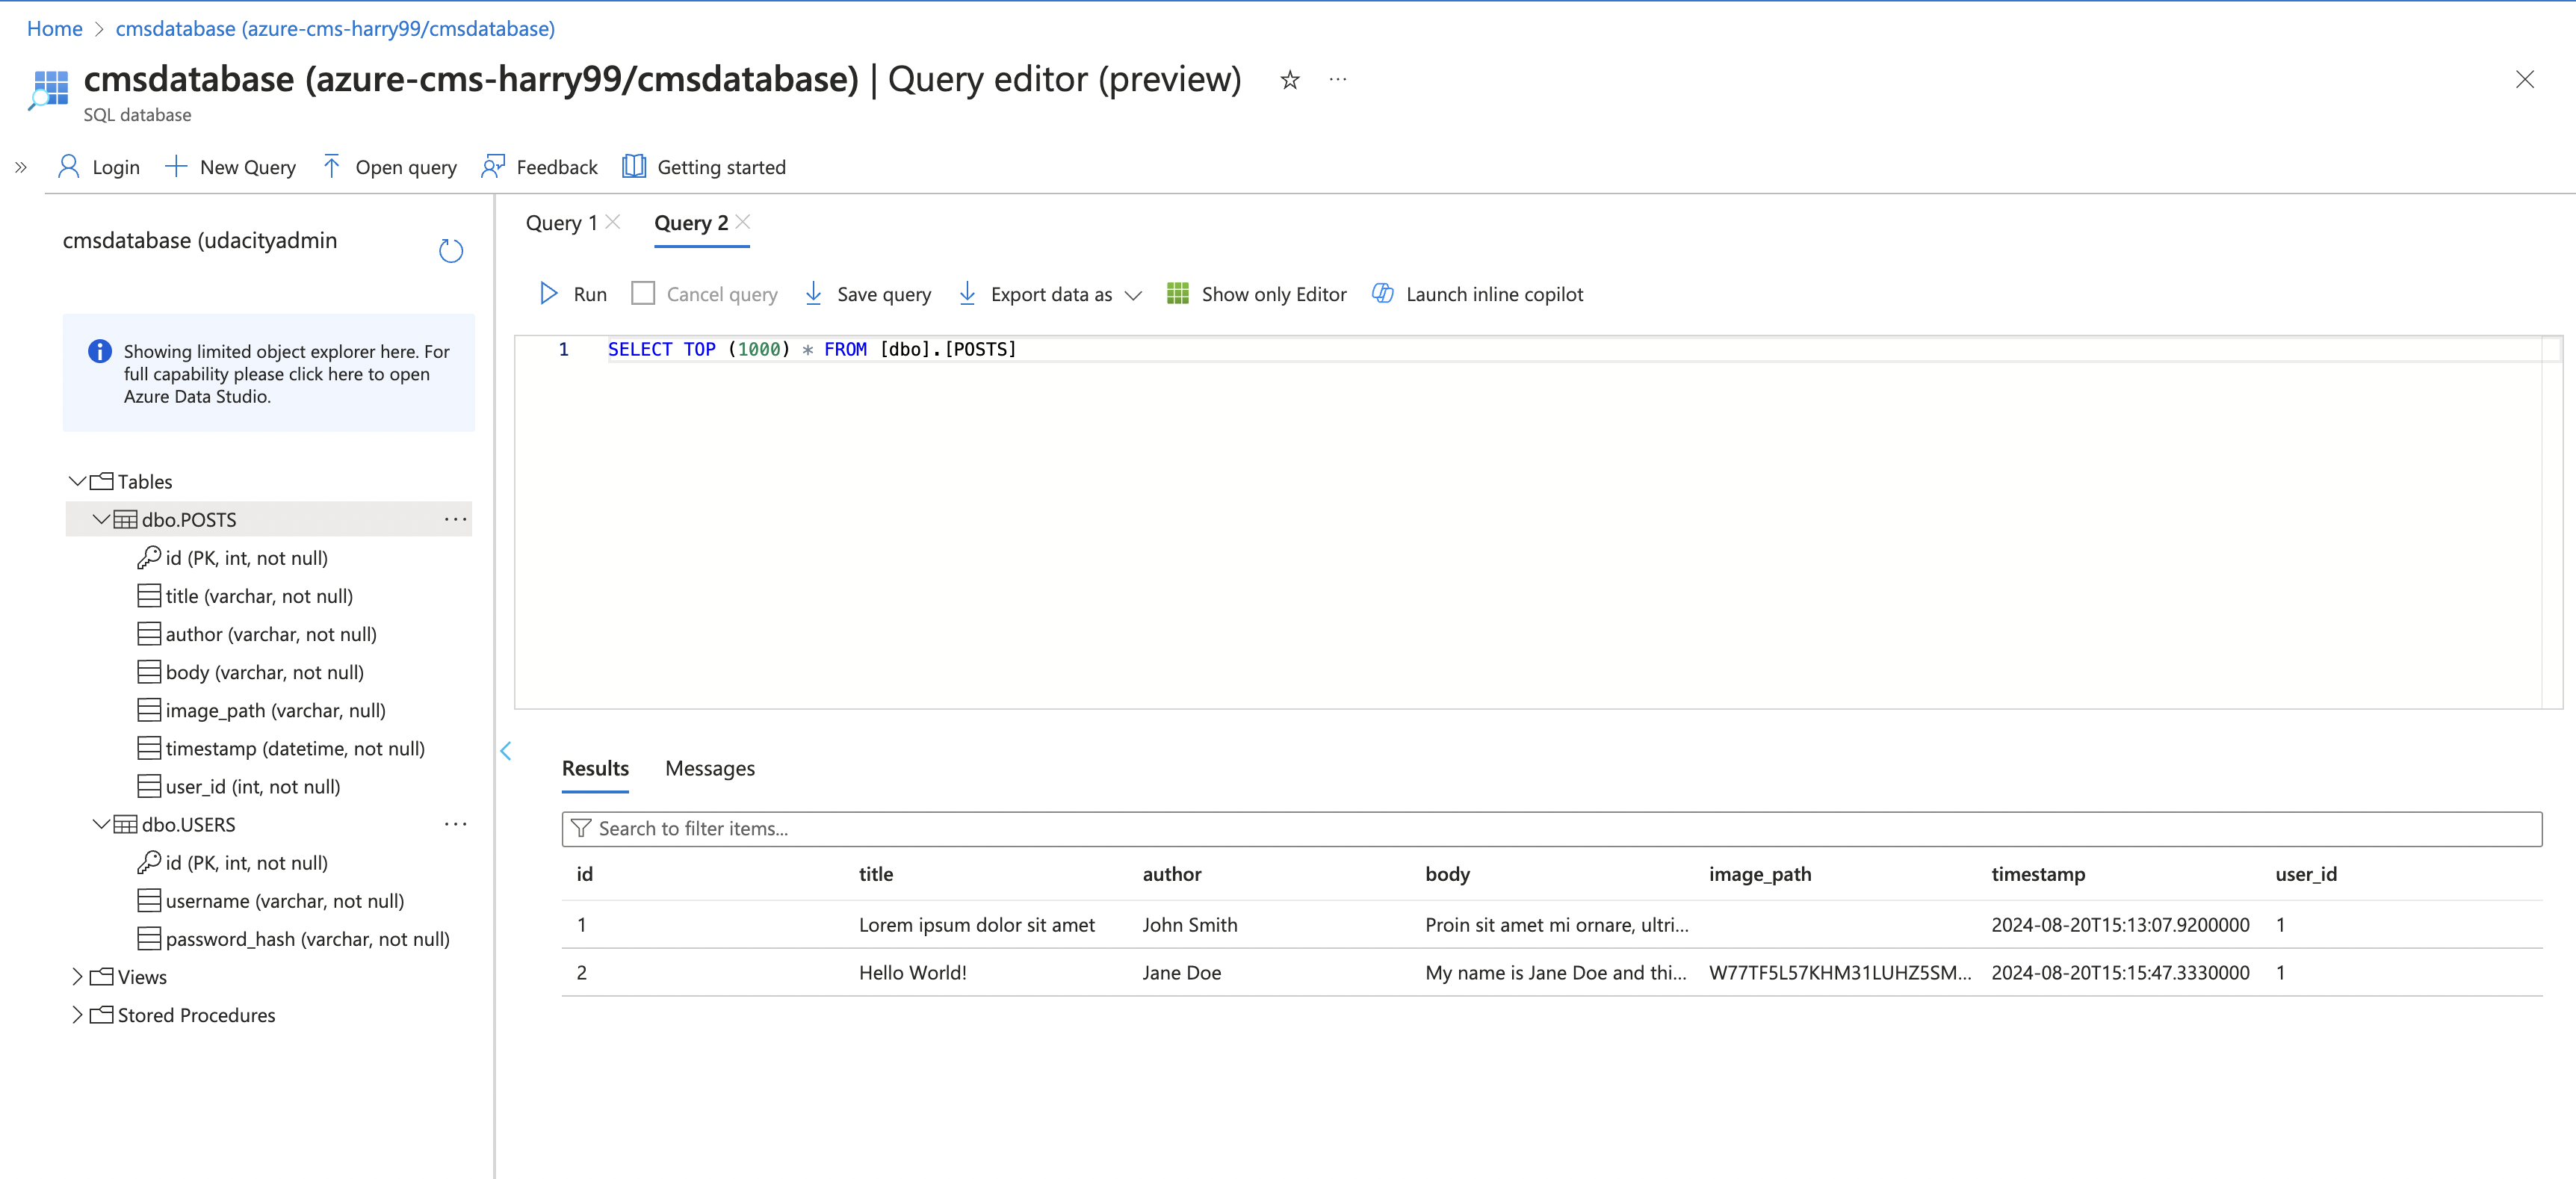 Home > cmsdatabase (azure-cms-harry99/cmsdatabase)
cmsdatabase (azure-cms-harry99/cmsdatabase) | Query editor (preview)
SQL database
Login New Query Open query Feedback Getting started
cmsdatabase (udacityadmin
Showing limited object explorer here. For
full capability please click here to open
Azure Data Studio.
Tables
dbo.POSTS
id (PK, int, not null)
title (varchar, not null)
author (varchar, not null)
body (varchar, not null)
image_path (varchar, null)
timestamp (datetime, not null)
user_id (int, not null)
dbo.USERS
id (PK, int, not null)
username (varchar, not null)
password_hash (varchar, not null)
Views
Stored Procedures
Query 1 Query 2
Run Cancel query Save query Export data as Show only Editor Launch inline copilot
1 SELECT TOP (1000) * FROM [dbo].[POSTS]
Results Messages
Search to filter items...
id title author body image_path timestamp user_id
1 Lorem ipsum dolor sit amet John Smith Proin sit amet mi ornare, ultri... 2024-08-20T15:13:07.9200000 1
2 Hello World! Jane Doe My name is Jane Doe and thi... W77TF5L57KHM31LUHZ5SM... 2024-08-20T15:15:47.3330000 1